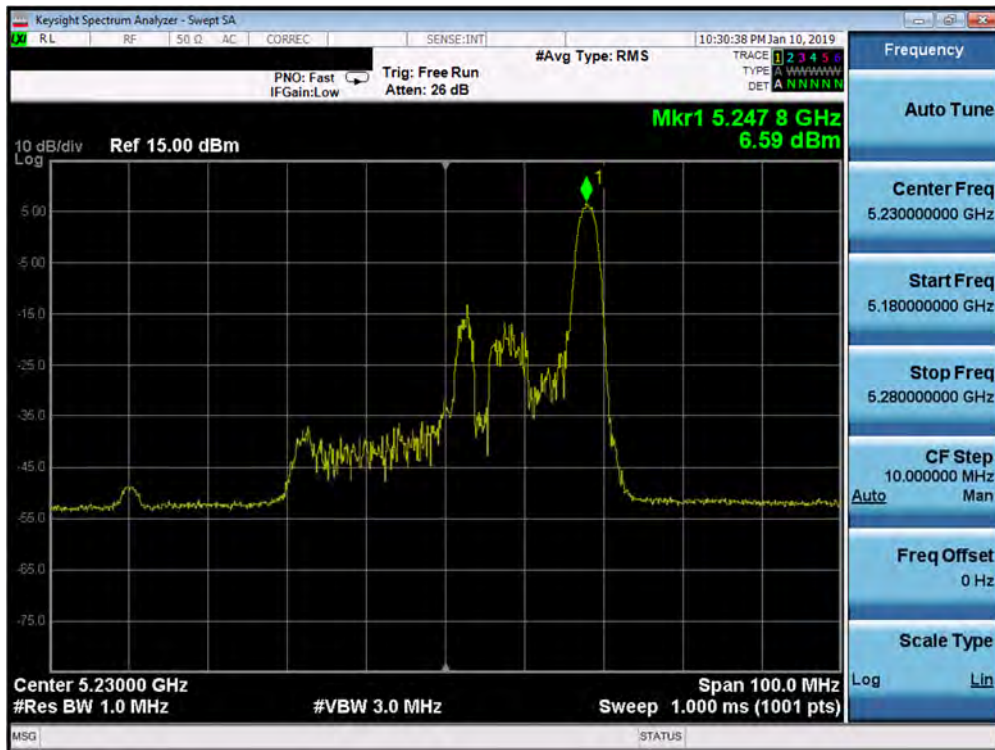 Keysight Spectrum Analyzer - Swept SA
RL RF 50 Ω AC CORREC SENSE:INT 10:30:38 PM Jan 10, 2019
#Avg Type: RMS
TRACE 1 2 3 4 5 6
PNO: Fast Trig: Free Run TYPE A WWWWW
IFGain:Low Atten: 26 dB DET A N N N N N
Mkr1 5.247 8 GHz
6.59 dBm
10 dB/div Ref 15.00 dBm
Log
1
5.00
-5.00
-15.0
-25.0
-35.0
-45.0
-55.0
-65.0
-75.0
Center 5.23000 GHz Span 100.0 MHz
#Res BW 1.0 MHz #VBW 3.0 MHz Sweep 1.000 ms (1001 pts)
MSG STATUS
Frequency
Auto Tune
Center Freq
5.230000000 GHz
Start Freq
5.180000000 GHz
Stop Freq
5.280000000 GHz
CF Step
10.000000 MHz
Auto Man
Freq Offset
0 Hz
Scale Type
Log Lin